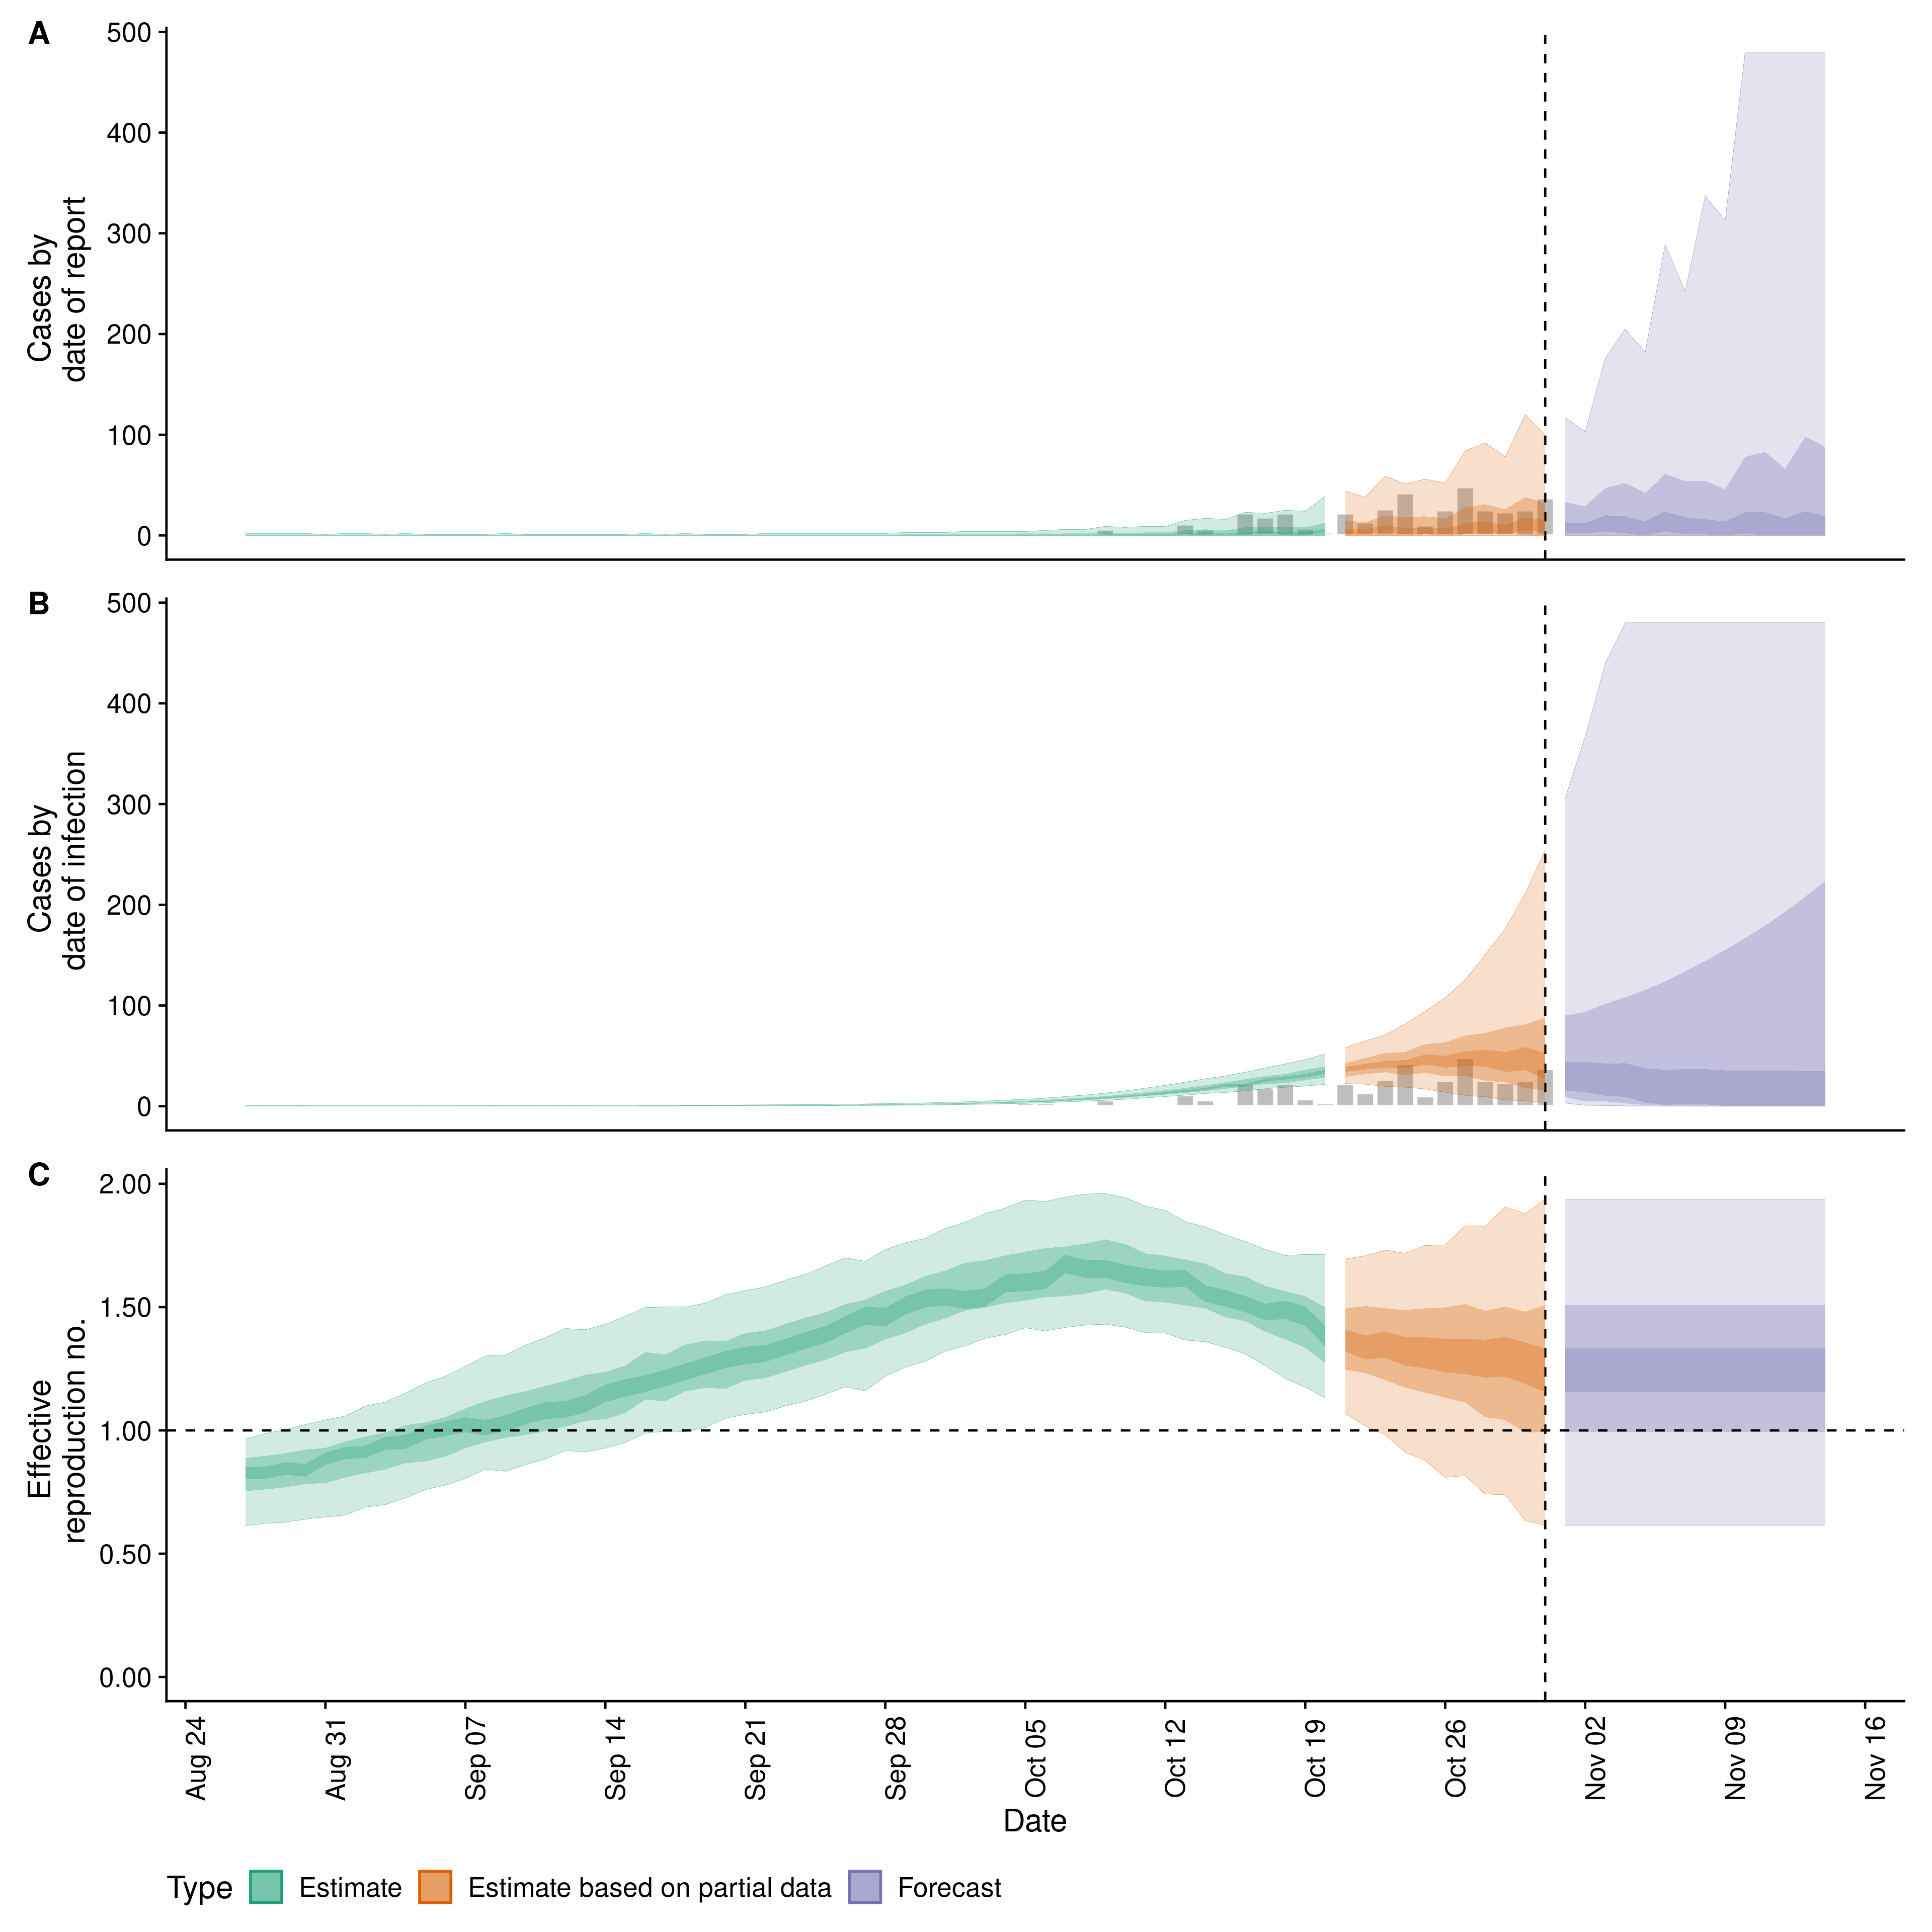 A
500
400
300
200
100
0
Cases by
date of report
B
500
400
300
200
100
0
Cases by
date of infection
C
2.00
1.50
1.00
0.50
0.00
Effective
reproduction no.
Aug 24
Aug 31
Sep 07
Sep 14
Sep 21
Sep 28
Oct 05
Oct 12
Oct 19
Oct 26
Nov 02
Nov 09
Nov 16
Date
Type Estimate Estimate based on partial data Forecast